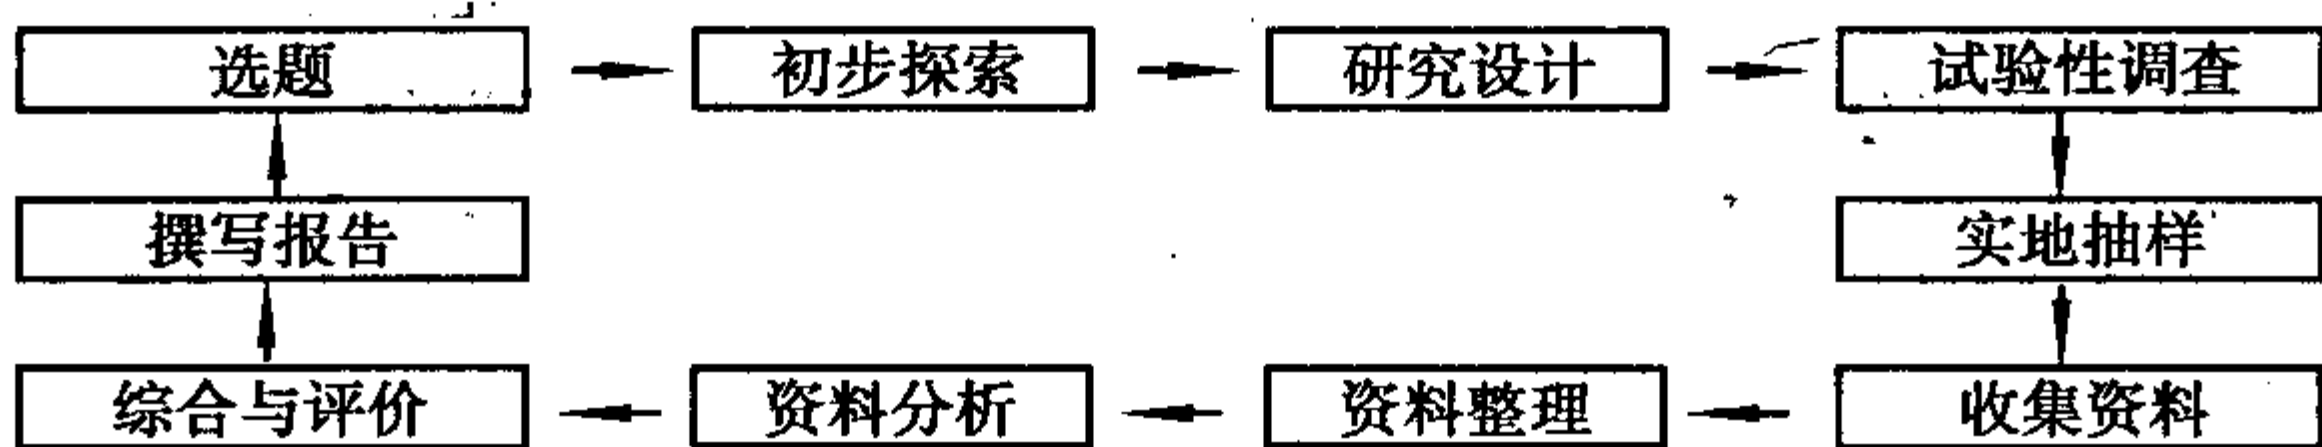 选题 初步探索 研究设计 试验性调查
撰写报告 实地抽样
综合与评价 资料分析 资料整理 收集资料